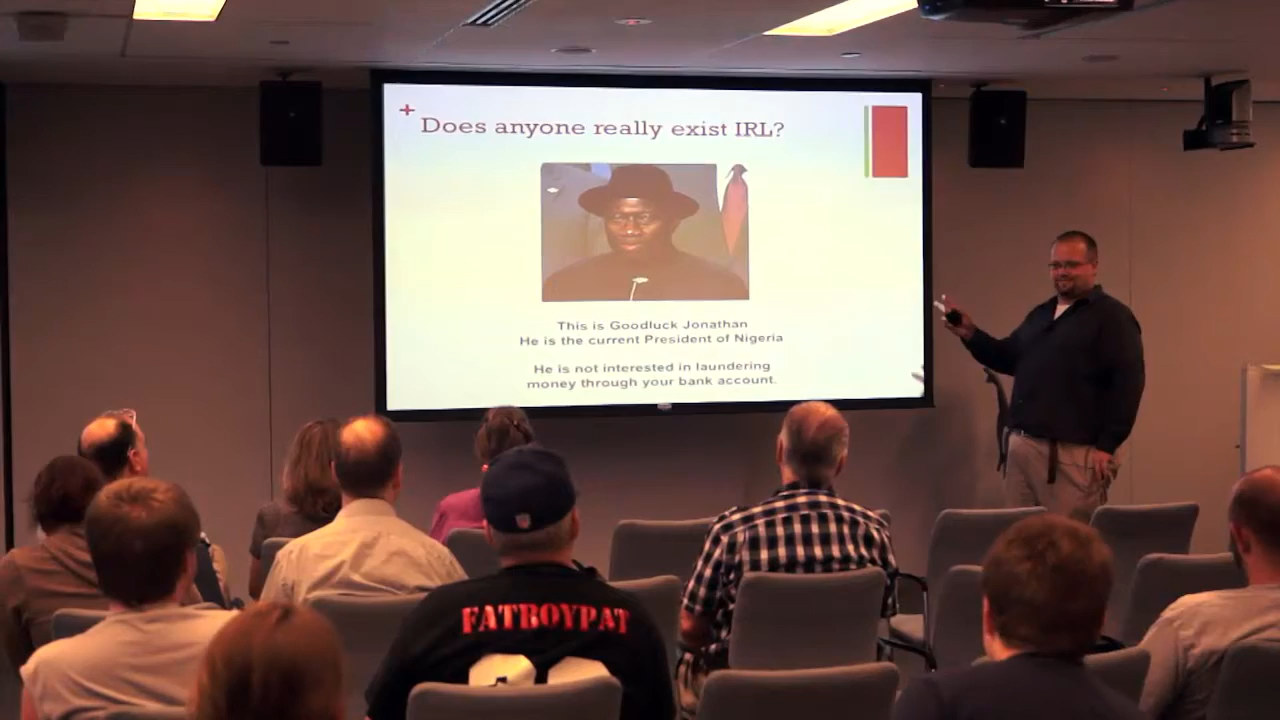 +
Does anyone really exist IRL?
This is Goodluck Jonathan
He is the current President of Nigeria
He is not interested in laundering
money through your bank account.
FATBOYPAT